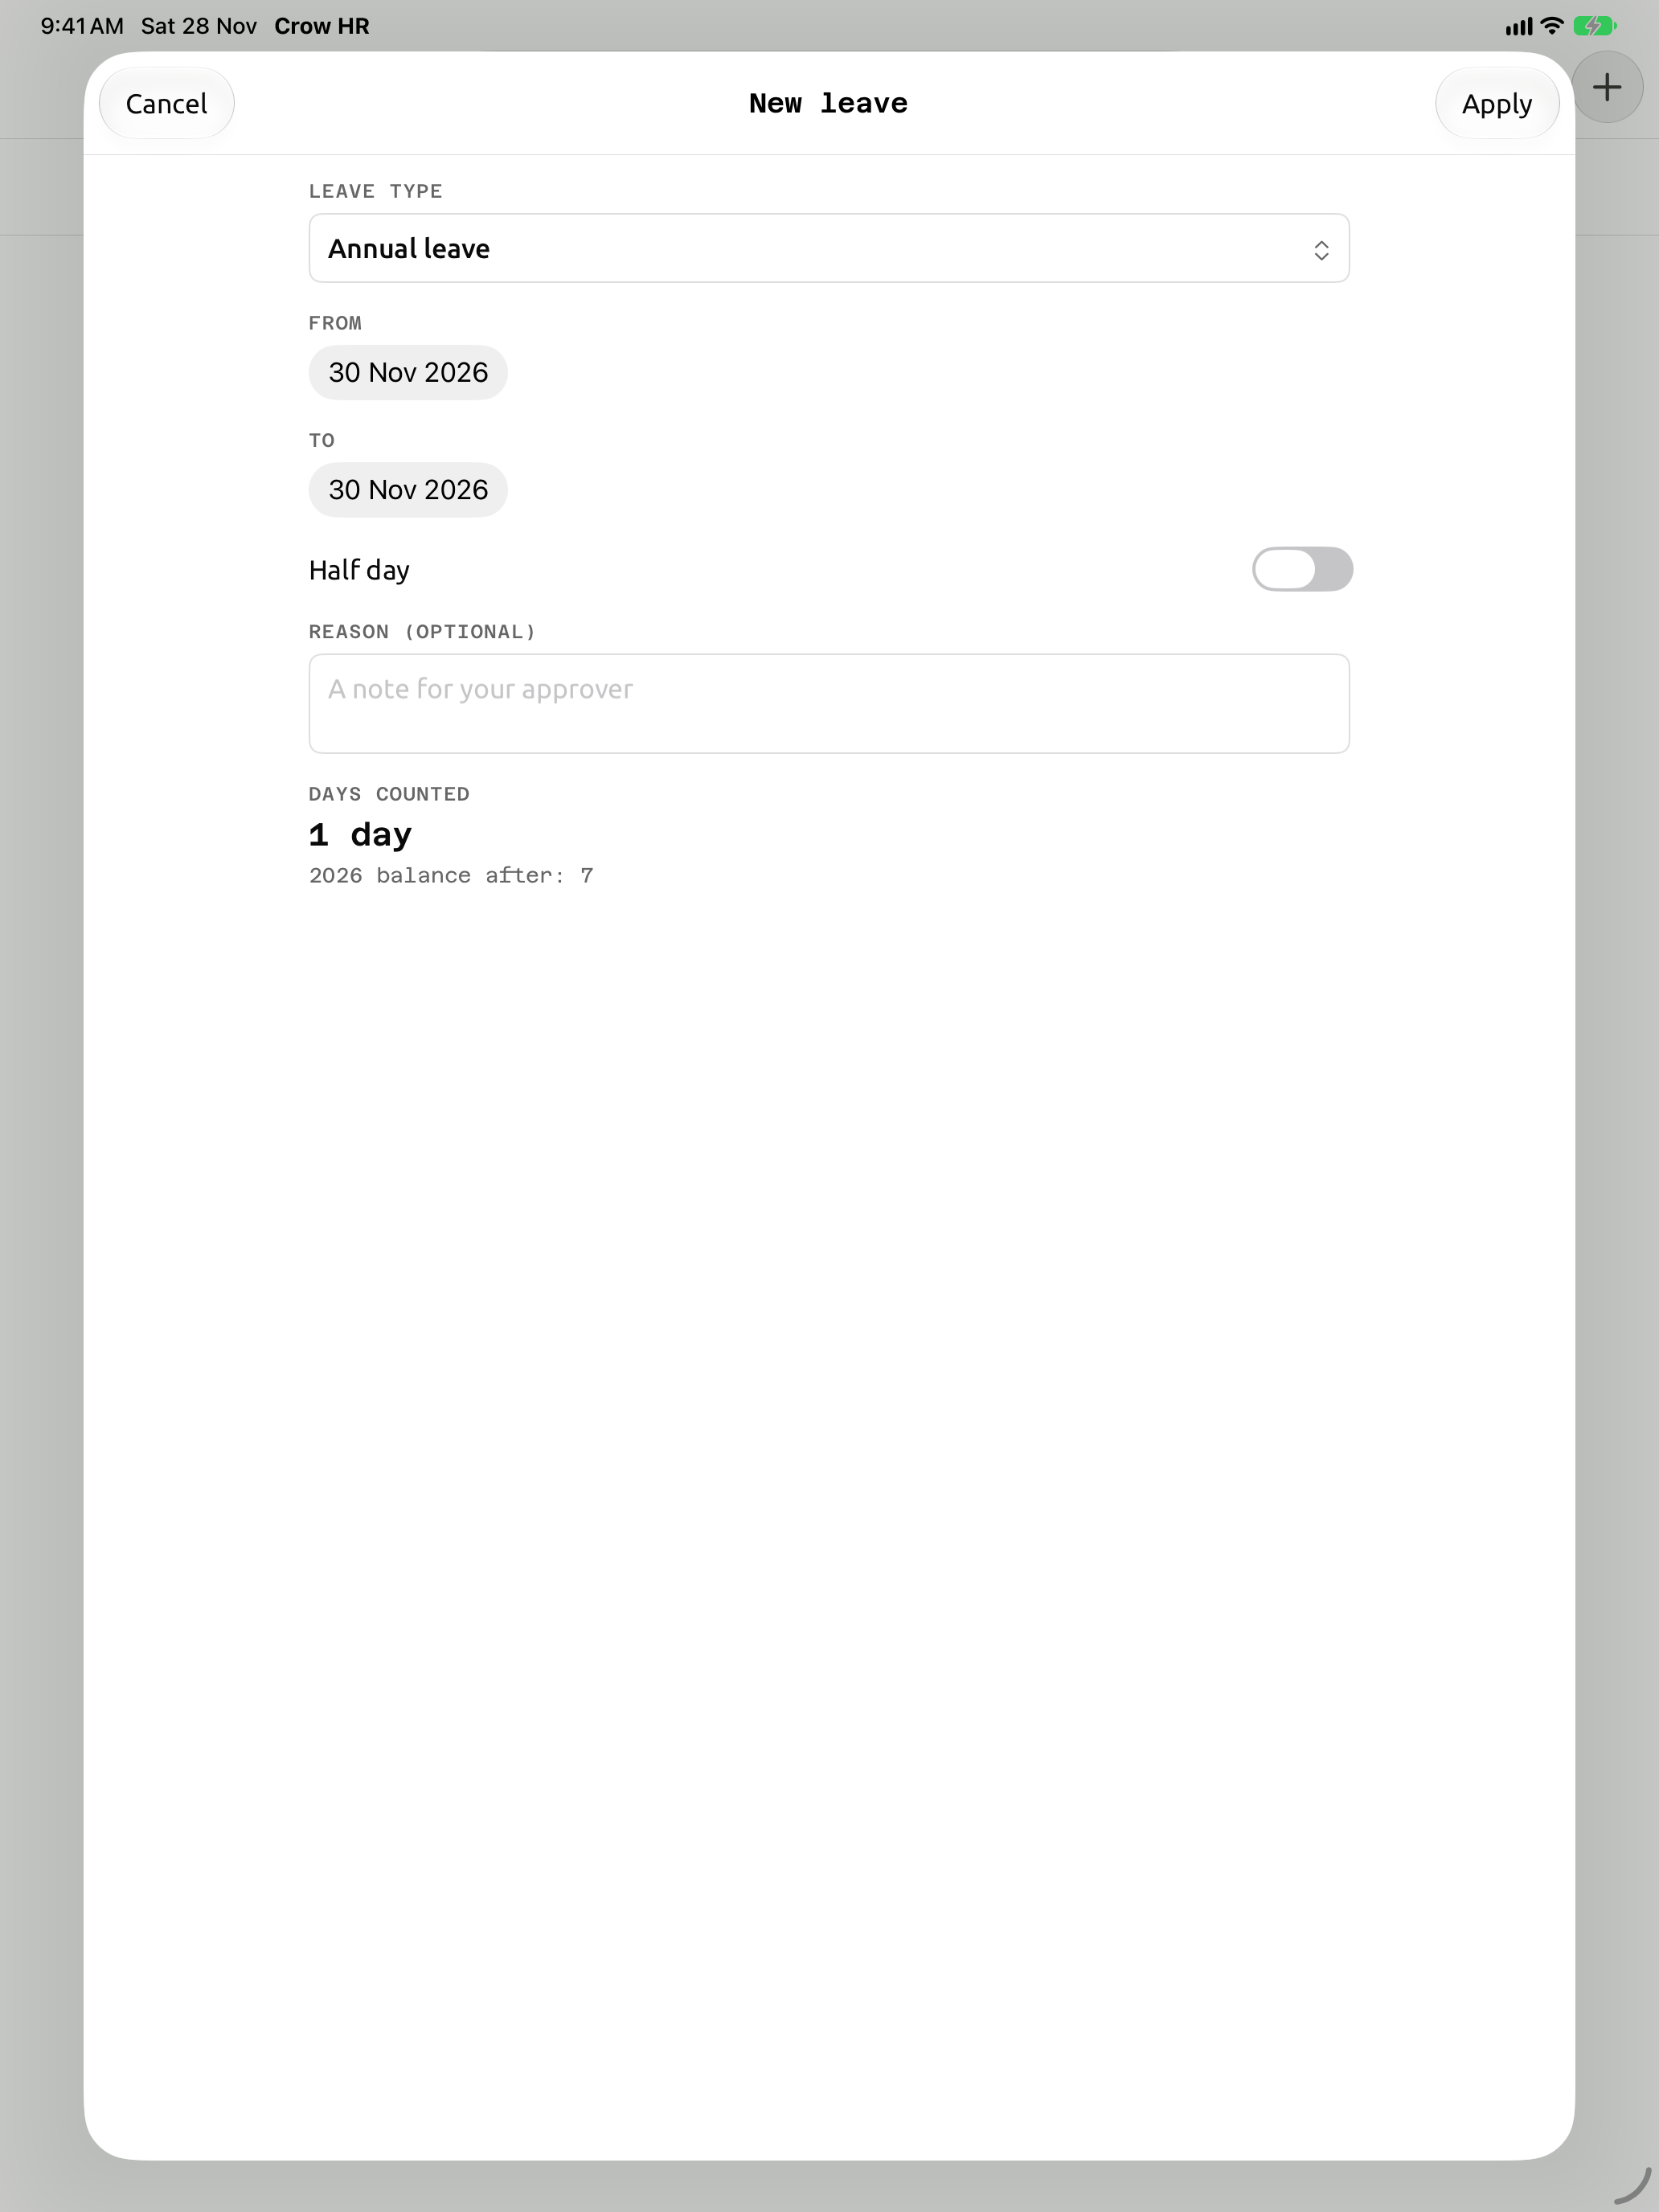 9:41 AM Sat 28 Nov Crow HR
Cancel New leave Apply
LEAVE TYPE
Annual leave
FROM
30 Nov 2026
TO
30 Nov 2026
Half day
REASON (OPTIONAL)
A note for your approver
DAYS COUNTED
1 day
2026 balance after: 7